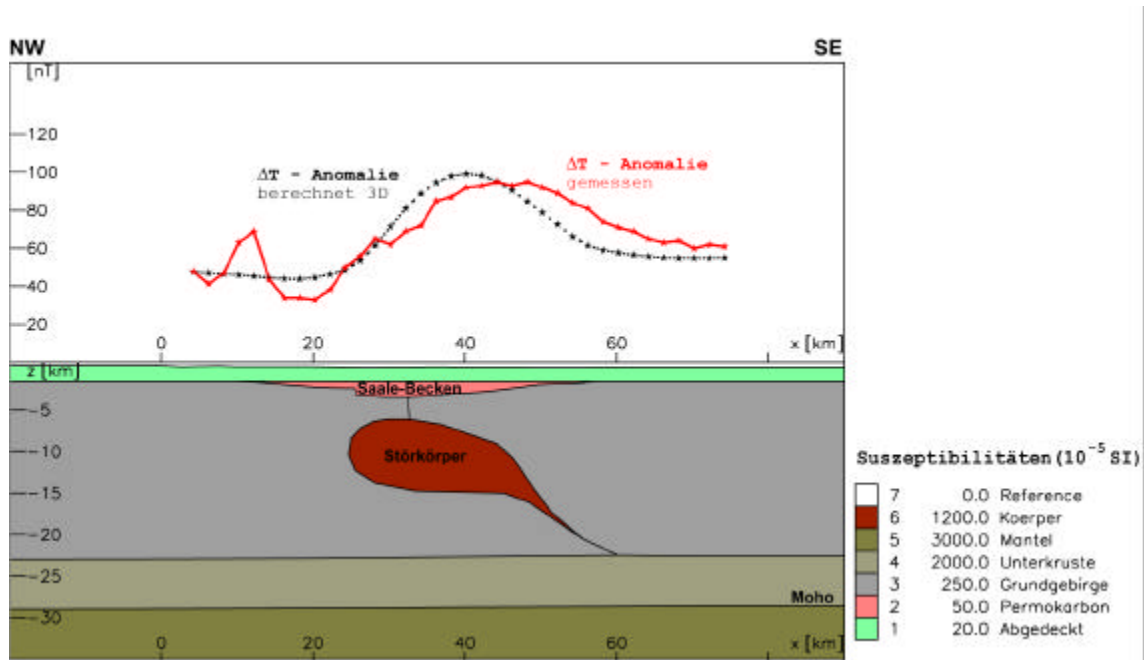 NW
SE
[nT]
120
100
80
60
40
20
ΔT - Anomalie
berechnet 3D
ΔT - Anomalie
gemessen
0 20 40 60 x [km]
z [km]
Saale-Becken
-5
-10
-15
-20
-25
-30
Störkörper
Moho
0 20 40 60 x [km]
Suszeptibilitäten (10⁻⁵ SI)
7 0.0 Reference
6 1200.0 Koerper
5 3000.0 Mantel
4 2000.0 Unterkruste
3 250.0 Grundgebirge
2 50.0 Permokarbon
1 20.0 Abgedeckt